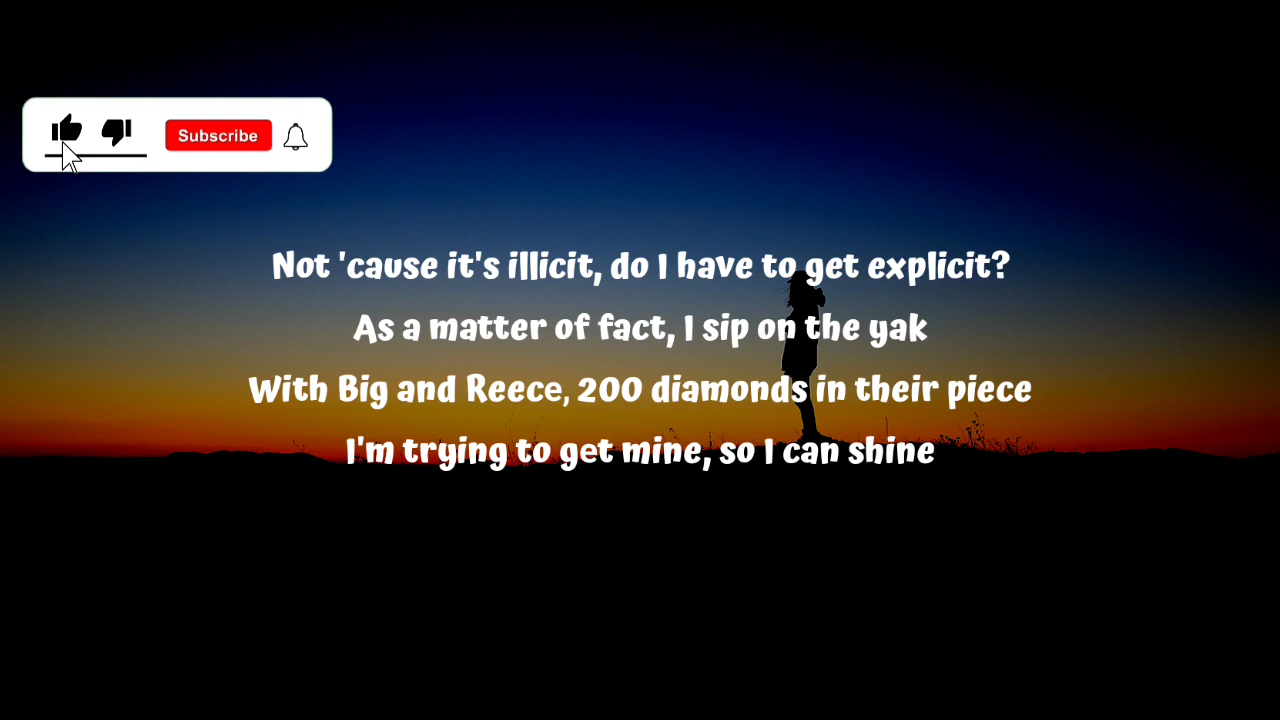 Subscribe
Not 'cause it's illicit, do I have to get explicit?
As a matter of fact, I sip on the yak
With Big and Reece, 200 diamonds in their piece
I'm trying to get mine, so I can shine